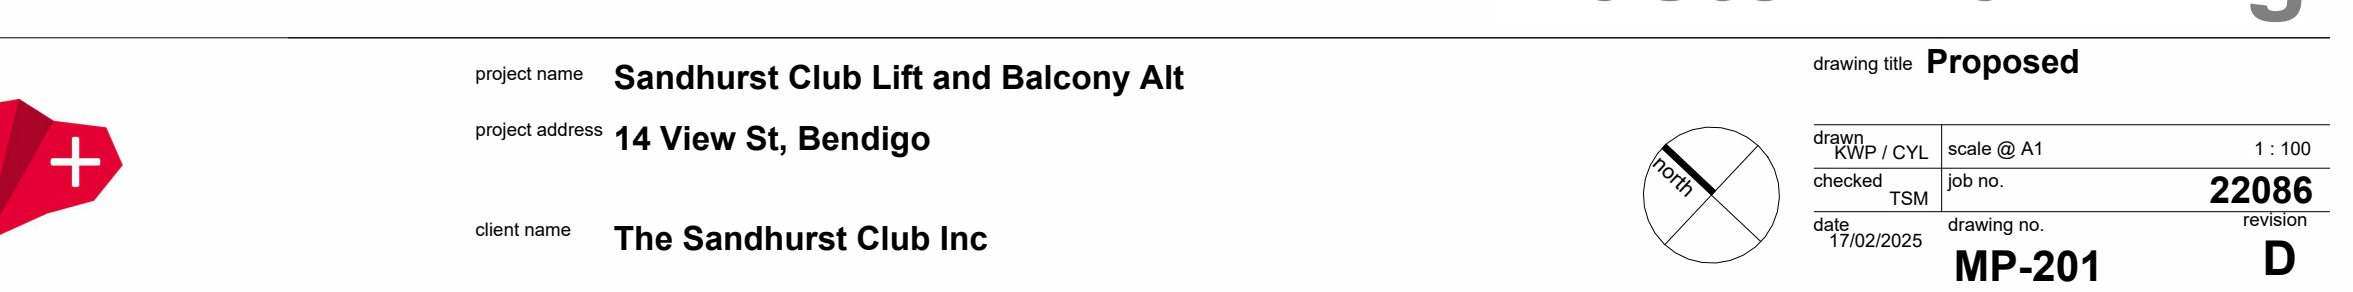 project name Sandhurst Club Lift and Balcony Alt
project address 14 View St, Bendigo
client name The Sandhurst Club Inc
north
drawing title Proposed
drawn KWP / CYL scale @ A1 1 : 100
checked TSM job no. 22086
date 17/02/2025 drawing no. MP-201 revision D